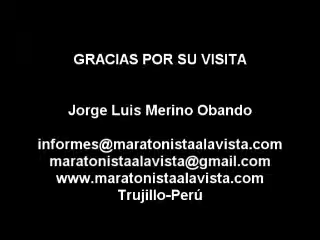 GRACIAS POR SU VISITA
Jorge Luis Merino Obando
informes@maratonistaalavista.com
maratonistaalavista@gmail.com
www.maratonistaalavista.com
Trujillo-Perú